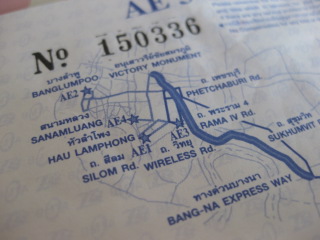 AE 3
Nº 150336
บางลำพู
BANGLUMPOO
AE2
อนุสาวรีย์ชัยสมรภูมิ
VICTORY MONUMENT
ถ. เพชรบุรี
PHETCHABURI Rd.
สนามหลวง
SANAMLUANG
AE4
หัวลำโพง
HAU LAMPHONG
AE1
AE3
ถ. พระราม 4
RAMA IV Rd.
ถ. สุขุมวิท
SUKHUMVIT
ถ. สีลม
SILOM Rd.
ถ. วิทยุ
WIRELESS Rd.
ทางด่วนบางนา
BANG-NA EXPRESS WAY